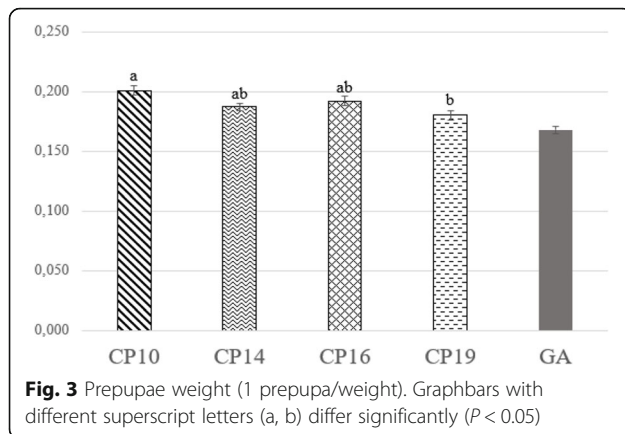 0,250
0,200
0,150
0,100
0,050
0,000
a
ab
ab
b
CP10 CP14 CP16 CP19 GA
Fig. 3 Prepupae weight (1 prepupa/weight). Graphbars with
different superscript letters (a, b) differ significantly (P < 0.05)